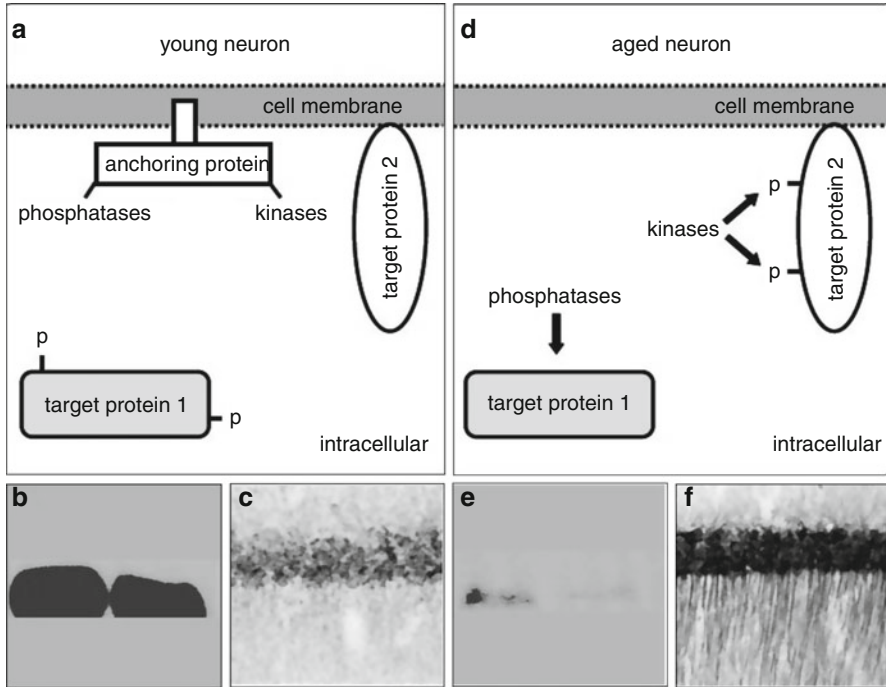 a
young neuron
cell membrane
anchoring protein
phosphatases
kinases
target protein 2
p
target protein 1
p
intracellular
d
aged neuron
cell membrane
target protein 2
p
kinases
p
phosphatases
target protein 1
intracellular
b
c
e
f